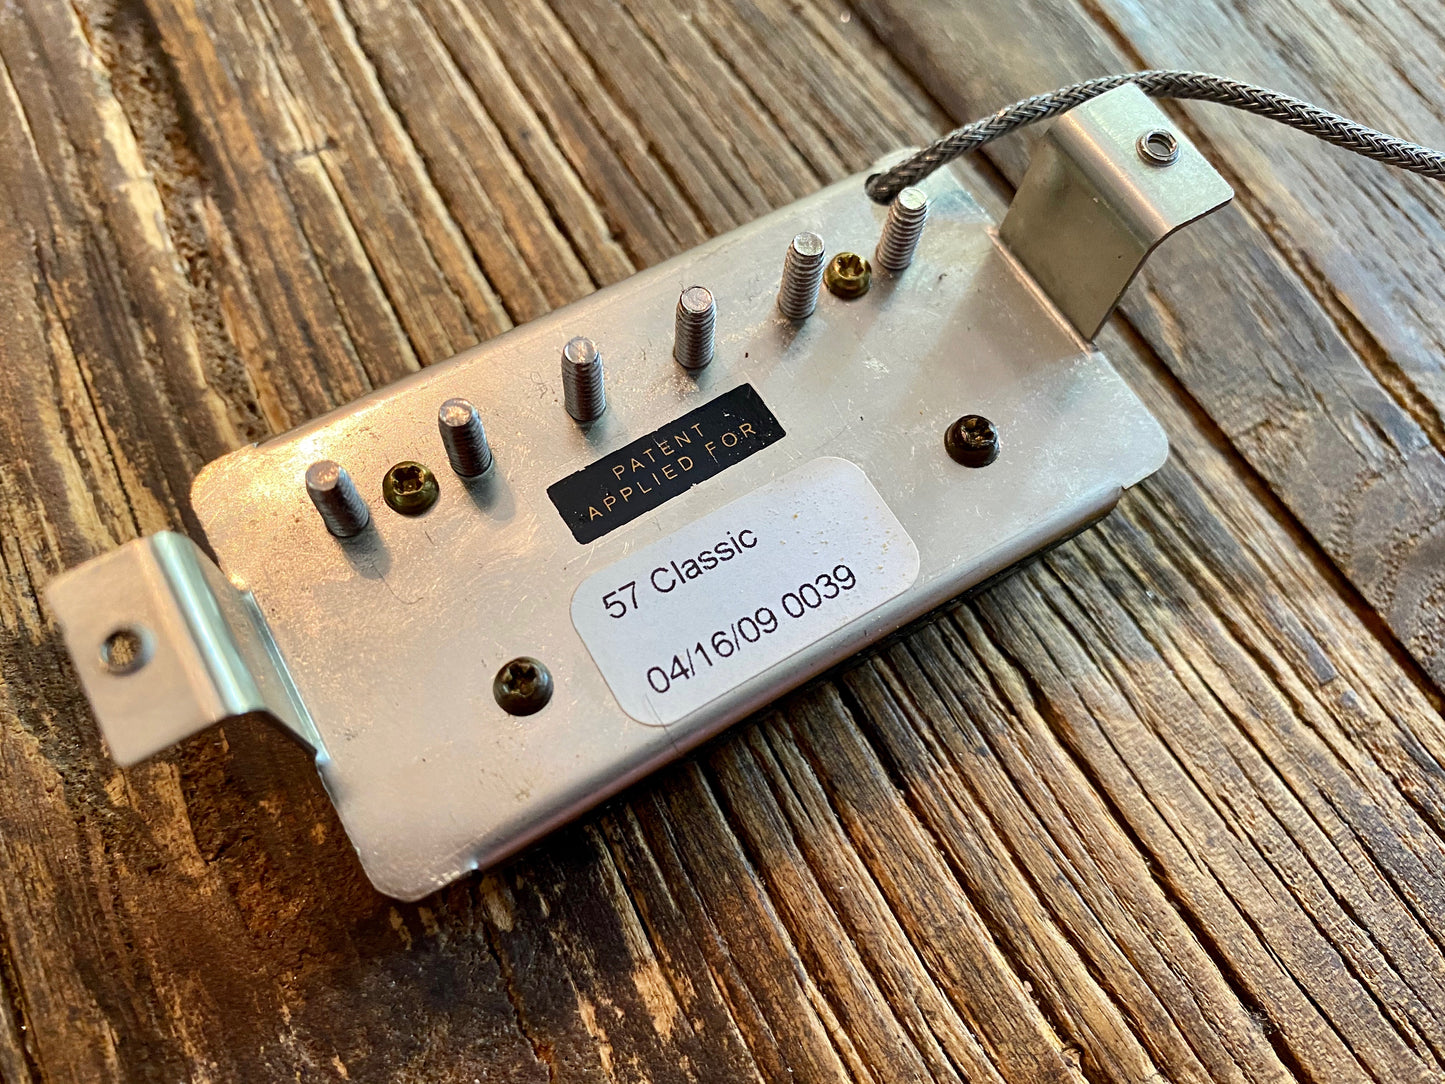 PATENT
APPLIED FOR
57 Classic
04/16/09 0039